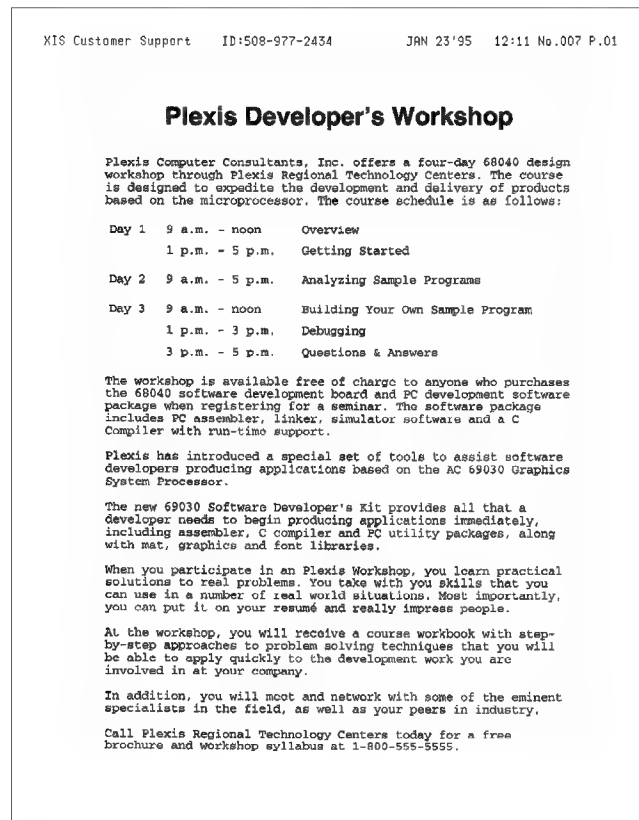 XIS Customer Support ID:508-977-2434 JAN 23'95 12:11 No.007 P.01
Plexis Developer's Workshop
Plexis Computer Consultants, Inc. offers a four-day 68040 design
workshop through Plexis Regional Technology Centers. The course
is designed to expedite the development and delivery of products
based on the microprocessor. The course schedule is as follows:
Day 1 9 a.m. - noon Overview
1 p.m. - 5 p.m. Getting Started
Day 2 9 a.m. - 5 p.m. Analyzing Sample Programs
Day 3 9 a.m. - noon Building Your Own Sample Program
1 p.m. - 3 p.m. Debugging
3 p.m. - 5 p.m. Questions & Answers
The workshop is available free of charge to anyone who purchases
the 68040 software development board and PC development software
package when registering for a seminar. The software package
includes PC assembler, linker, simulator software and a C
Compiler with run-time support.
Plexis has introduced a special set of tools to assist software
developers producing applications based on the AC 69030 Graphics
System Processor.
The new 69030 Software Developer's Kit provides all that a
developer needs to begin producing applications immediately,
including assembler, C compiler and PC utility packages, along
with mat, graphics and font libraries.
When you participate in an Plexis Workshop, you learn practical
solutions to real problems. You take with you skills that you
can use in a number of real world situations. Most importantly,
you can put it on your resumé and really impress people.
At the workshop, you will receive a course workbook with step-
by-step approaches to problem solving techniques that you will
be able to apply quickly to the development work you are
involved in at your company.
In addition, you will meet and network with some of the eminent
specialists in the field, as well as your peers in industry.
Call Plexis Regional Technology Centers today for a free
brochure and workshop syllabus at 1-800-555-5555.